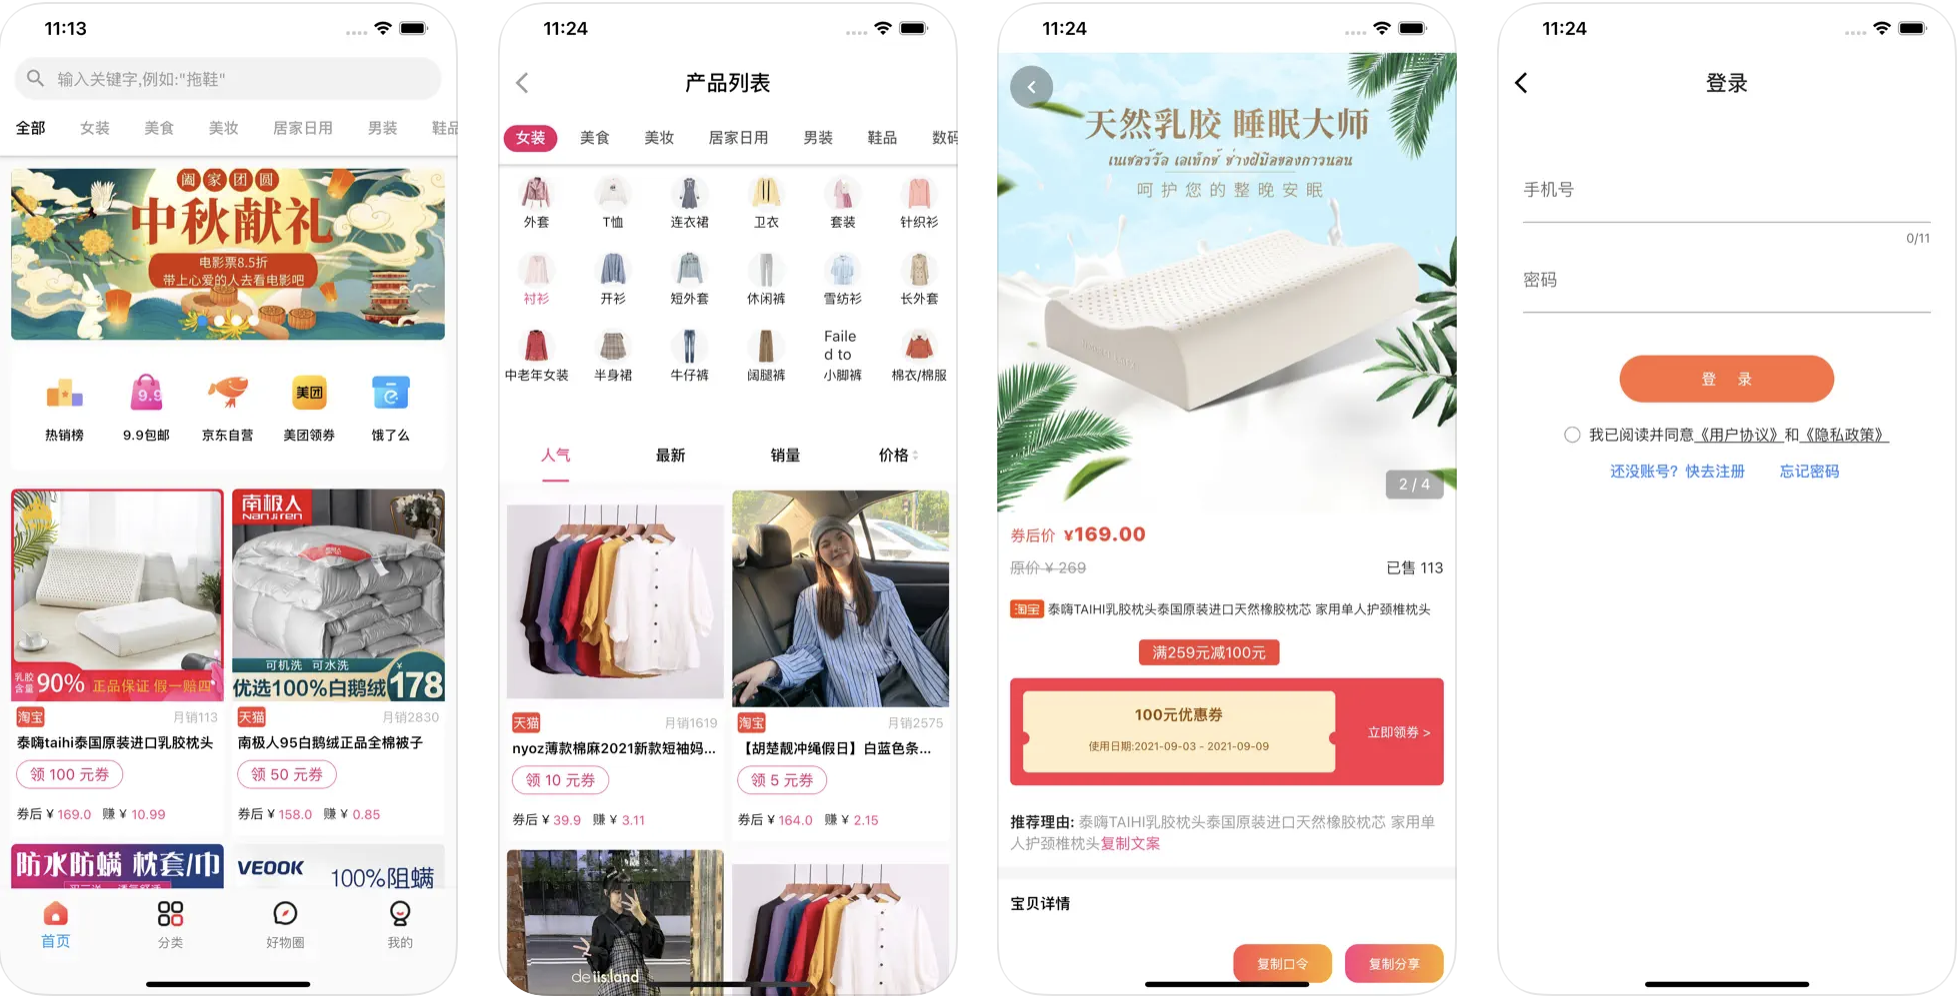 11:13
输入关键字,例如:"拖鞋"
全部 女装 美食 美妆 居家日用 男装 鞋品
阖家团圆
中秋献礼
电影票8.5折
带上心爱的人去看电影吧
9.9
美团
热销榜 9.9包邮 京东自营 美团领券 饿了么
南极人
NanJiren
乳胶含量90% 正品保证 假一赔四
可机洗 可水洗
优选100%白鹅绒 ¥178
淘宝 月销113
泰嗨taihi泰国原装进口乳胶枕头
领 100 元券
券后 ¥ 169.0 赚 ¥ 10.99
天猫 月销2830
南极人95白鹅绒正品全棉被子
领 50 元券
券后 ¥ 158.0 赚 ¥ 0.85
防水防螨 枕套/巾
VEOOK
100%阻螨
首页 分类 好物圈 我的
11:24
产品列表
女装 美食 美妆 居家日用 男装 鞋品 数码
外套 T恤 连衣裙 卫衣 套装 针织衫
衬衫 开衫 短外套 休闲裤 雪纺衫 长外套
Faile
d to
中老年女装 半身裙 牛仔裤 阔腿裤 小脚裤 棉衣/棉服
人气 最新 销量 价格
天猫 月销1619
nyoz薄款棉麻2021新款短袖妈...
领 10 元券
券后 ¥ 39.9 赚 ¥ 3.11
淘宝 月销2575
【胡楚靓冲绳假日】白蓝色条...
领 5 元券
券后 ¥ 164.0 赚 ¥ 2.15
11:24
天然乳胶 睡眠大师
呵护您的整晚安眠
2 / 4
券后价 ¥169.00
原价 ¥ 269 已售 113
淘宝 泰嗨TAIHI乳胶枕头泰国原装进口天然橡胶枕芯 家用单人护颈椎枕头
满259元减100元
100元优惠券
使用日期:2021-09-03 - 2021-09-09
立即领券 >
推荐理由: 泰嗨TAIHI乳胶枕头泰国原装进口天然橡胶枕芯 家用单
人护颈椎枕头复制文案
宝贝详情
复制口令 复制分享
11:24
登录
手机号
0/11
密码
登 录
我已阅读并同意《用户协议》和《隐私政策》
还没账号？快去注册 忘记密码